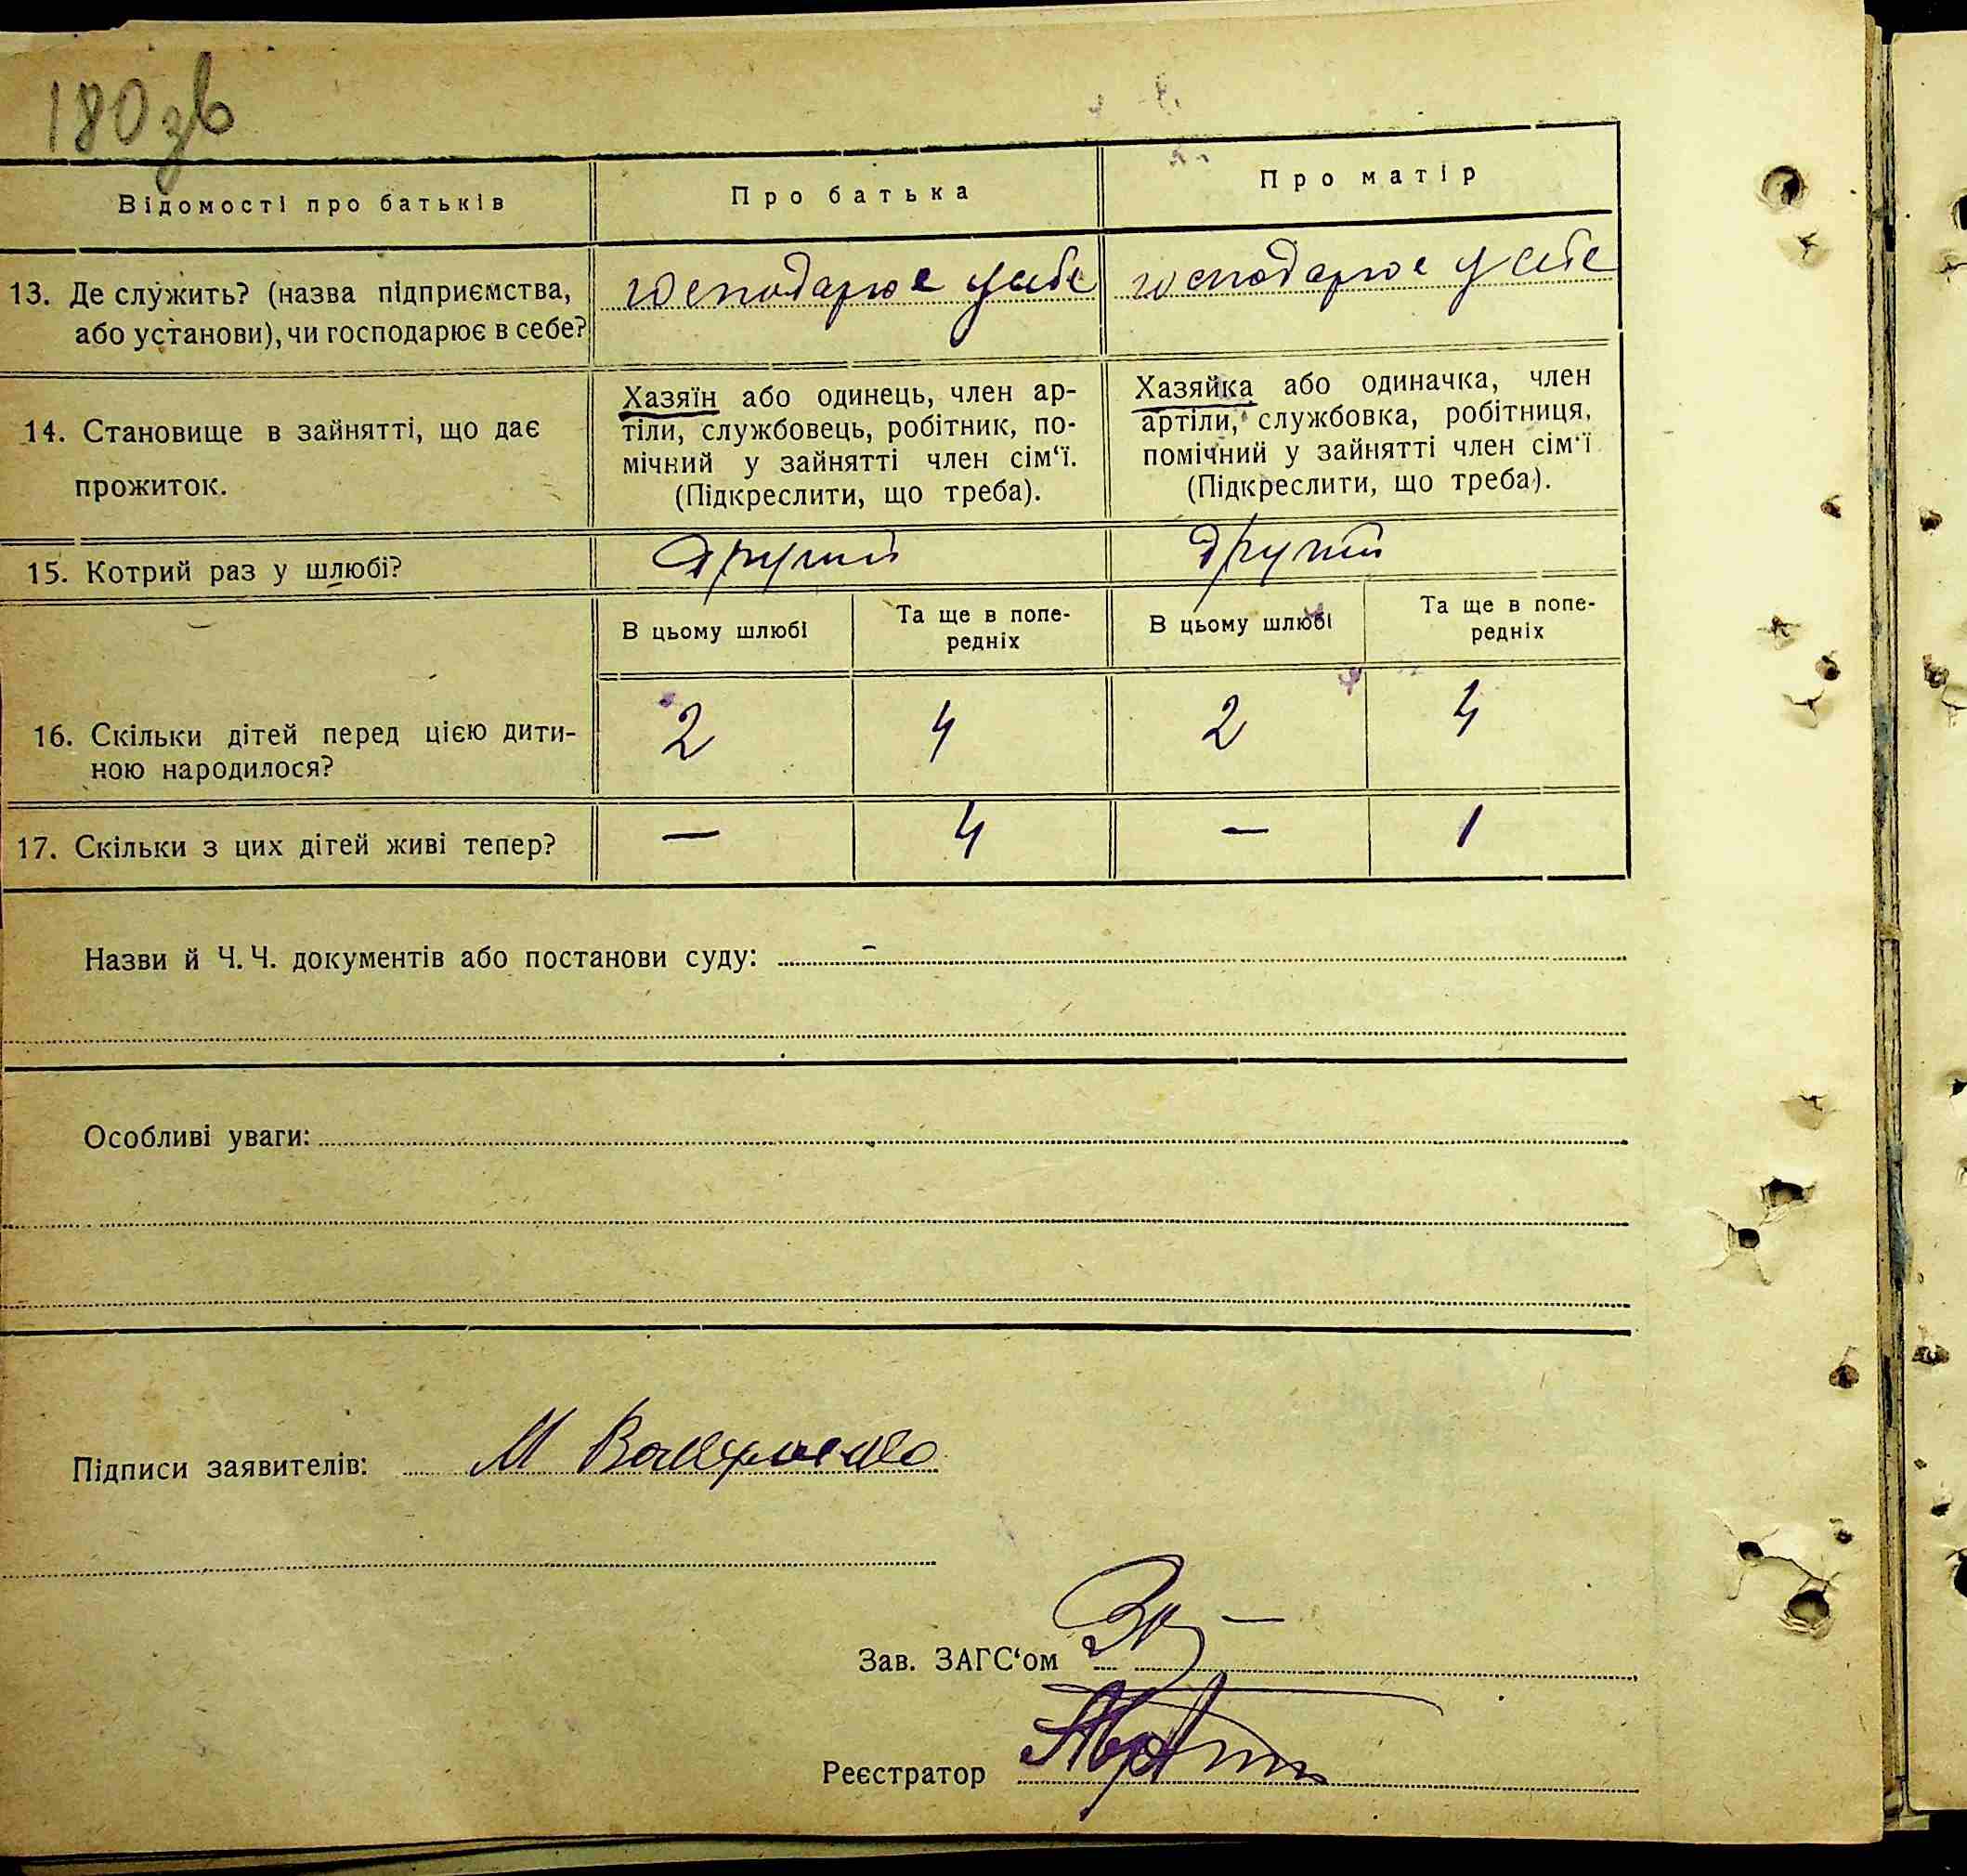 180зв
Відомості про батьків
Про батька
Про матір
13. Де служить? (назва підприємства,
або установи), чи господарює в себе?
господарює у себе
господарює у себе
14. Становище в зайнятті, що дає
прожиток.
Хазяїн або одинець, член ар-
тіли, службовець, робітник, по-
мічний у зайнятті член сім‘ї.
(Підкреслити, що треба).
Хазяйка або одиначка, член
артіли, службовка, робітниця,
помічний у зайнятті член сім‘ї
(Підкреслити, що треба).
15. Котрий раз у шлюбі?
другий
другий
В цьому шлюбі
Та ще в попе-
редніх
В цьому шлюбі
Та ще в попе-
редніх
16. Скільки дітей перед цією дити-
ною народилося?
2 4 2 4
17. Скільки з цих дітей живі тепер?
— 4 — 1
Назви й Ч. Ч. документів або постанови суду: –
Особливі уваги:
Підписи заявителів: М
Зав. ЗАГС‘ом
Реєстратор